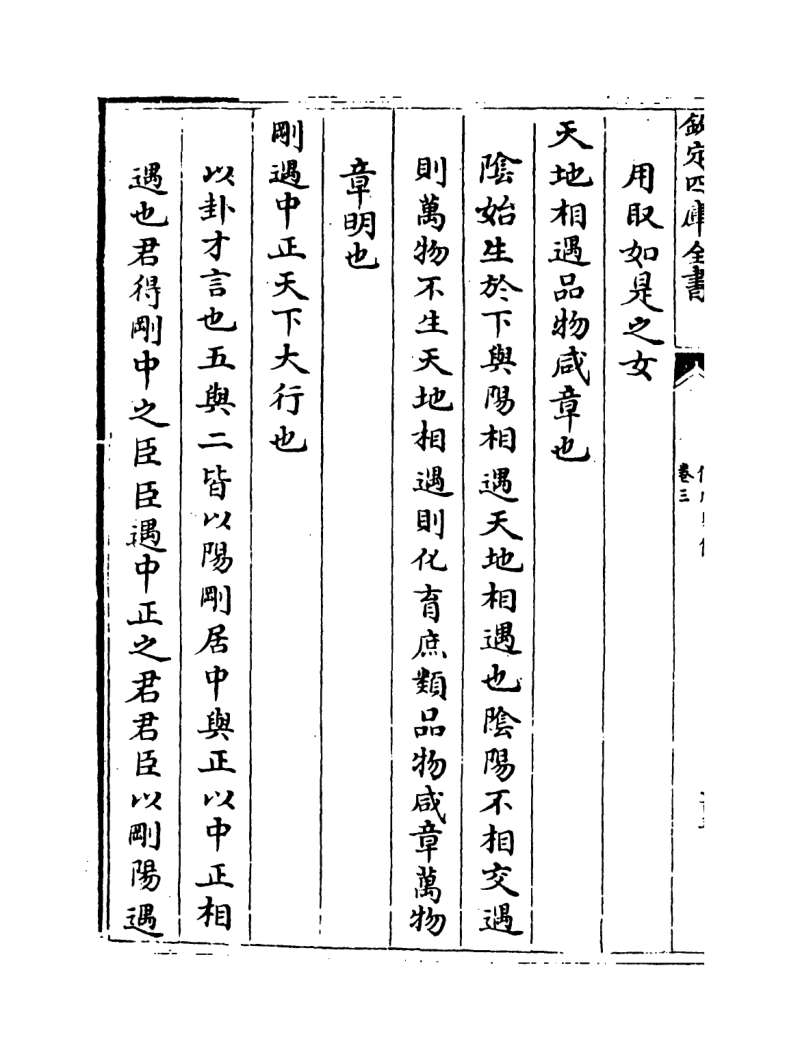 欽定四庫全書
卷三
用取如是之女
天地相遇品物咸章也
陰始生於下與陽相遇天地相遇也陰陽不相交遇
則萬物不生天地相遇則化育庶類品物咸章萬物
章明也
剛遇中正天下大行也
以卦才言也五與二皆以陽剛居中與正以中正相
遇也君得剛中之臣臣遇中正之君君臣以剛陽遇